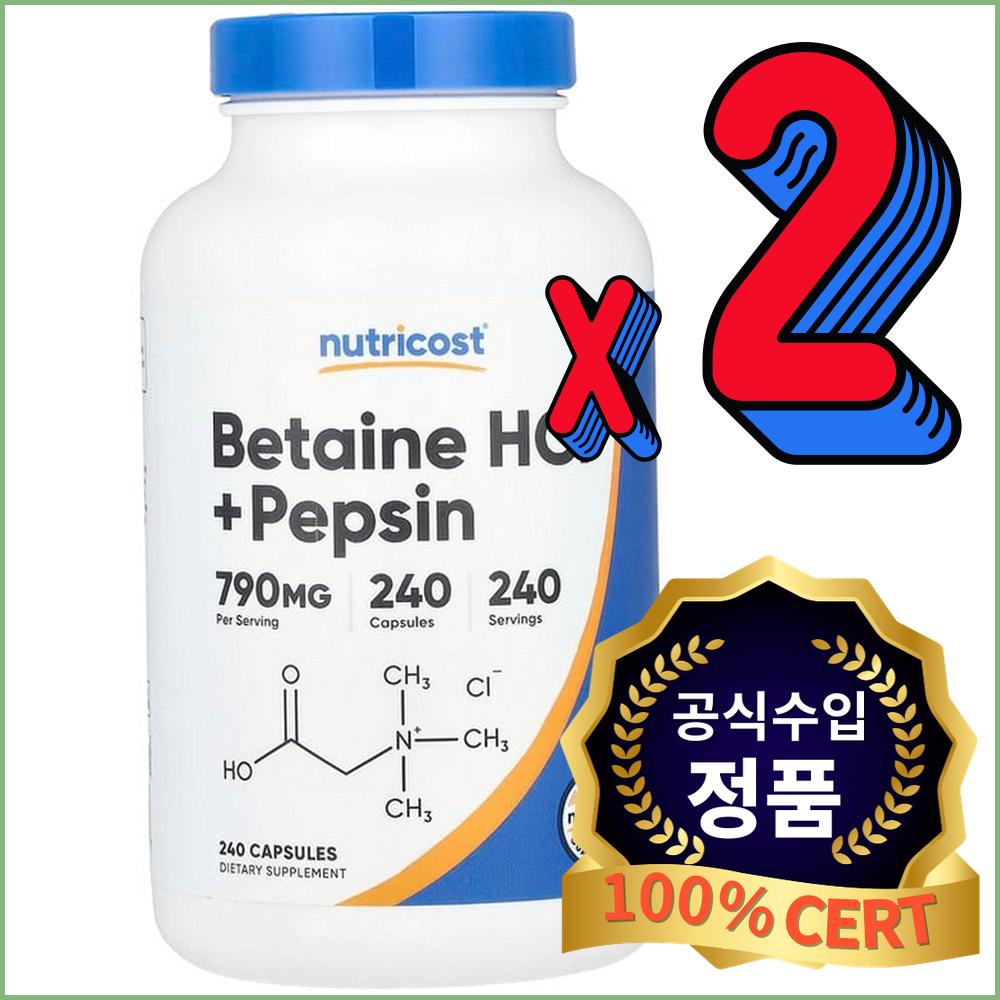 x2
nutricost®
Betaine HCl
+Pepsin
790MG
Per Serving
240
Capsules
240
Servings
O
HO
CH₃
Cl⁻
N⁺
CH₃
CH₃
240 CAPSULES
DIETARY SUPPLEMENT
공식수입
정품
100% CERT